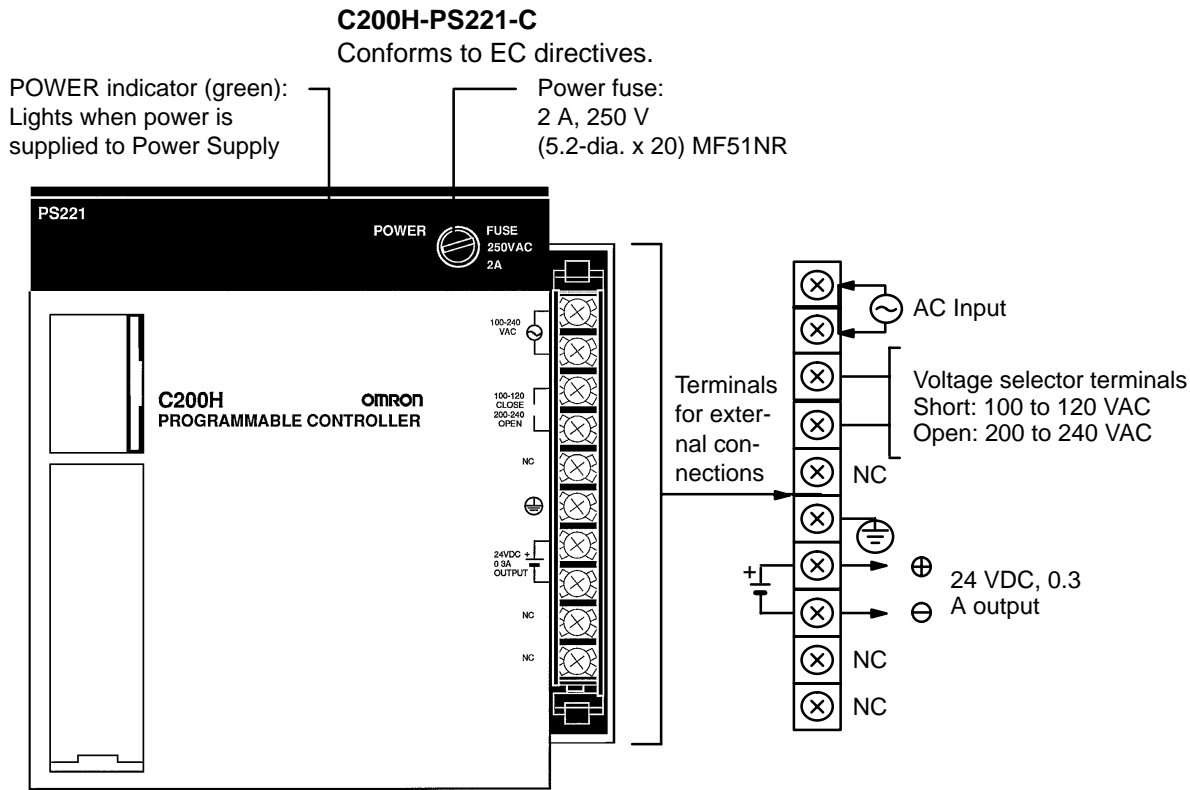 C200H-PS221-C
Conforms to EC directives.
POWER indicator (green):
Lights when power is
supplied to Power Supply
Power fuse:
2 A, 250 V
(5.2-dia. x 20) MF51NR
PS221
POWER
FUSE
250VAC
2A
100-240
VAC
C200H
OMRON
PROGRAMMABLE CONTROLLER
100-120
CLOSE
200-240
OPEN
NC
24VDC +
0 3A
OUTPUT
NC
NC
Terminals
for exter-
nal con-
nections
AC Input
Voltage selector terminals
Short: 100 to 120 VAC
Open: 200 to 240 VAC
NC
+
24 VDC, 0.3
A output
NC
NC